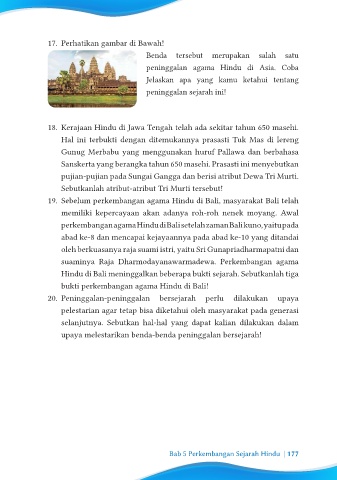 17. Perhatikan gambar di Bawah!
Benda tersebut merupakan salah satu
peninggalan agama Hindu di Asia. Coba
Jelaskan apa yang kamu ketahui tentang
peninggalan sejarah ini!
18. Kerajaan Hindu di Jawa Tengah telah ada sekitar tahun 650 masehi.
Hal ini terbukti dengan ditemukannya prasasti Tuk Mas di lereng
Gunug Merbabu yang menggunakan huruf Pallawa dan berbahasa
Sanskerta yang berangka tahun 650 masehi. Prasasti ini menyebutkan
pujian-pujian pada Sungai Gangga dan berisi atribut Dewa Tri Murti.
Sebutkanlah atribut-atribut Tri Murti tersebut!
19. Sebelum perkembangan agama Hindu di Bali, masyarakat Bali telah
memiliki kepercayaan akan adanya roh-roh nenek moyang. Awal
perkembangan agama Hindu di Bali setelah zaman Bali kuno, yaitu pada
abad ke-8 dan mencapai kejayaannya pada abad ke-10 yang ditandai
oleh berkuasanya raja suami istri, yaitu Sri Gunapriadharmapatni dan
suaminya Raja Dharmodayanawarmadewa. Perkembangan agama
Hindu di Bali meninggalkan beberapa bukti sejarah. Sebutkanlah tiga
bukti perkembangan agama Hindu di Bali!
20. Peninggalan-peninggalan bersejarah perlu dilakukan upaya
pelestarian agar tetap bisa diketahui oleh masyarakat pada generasi
selanjutnya. Sebutkan hal-hal yang dapat kalian dilakukan dalam
upaya melestarikan benda-benda peninggalan bersejarah!
Bab 5 Perkembangan Sejarah Hindu | 177